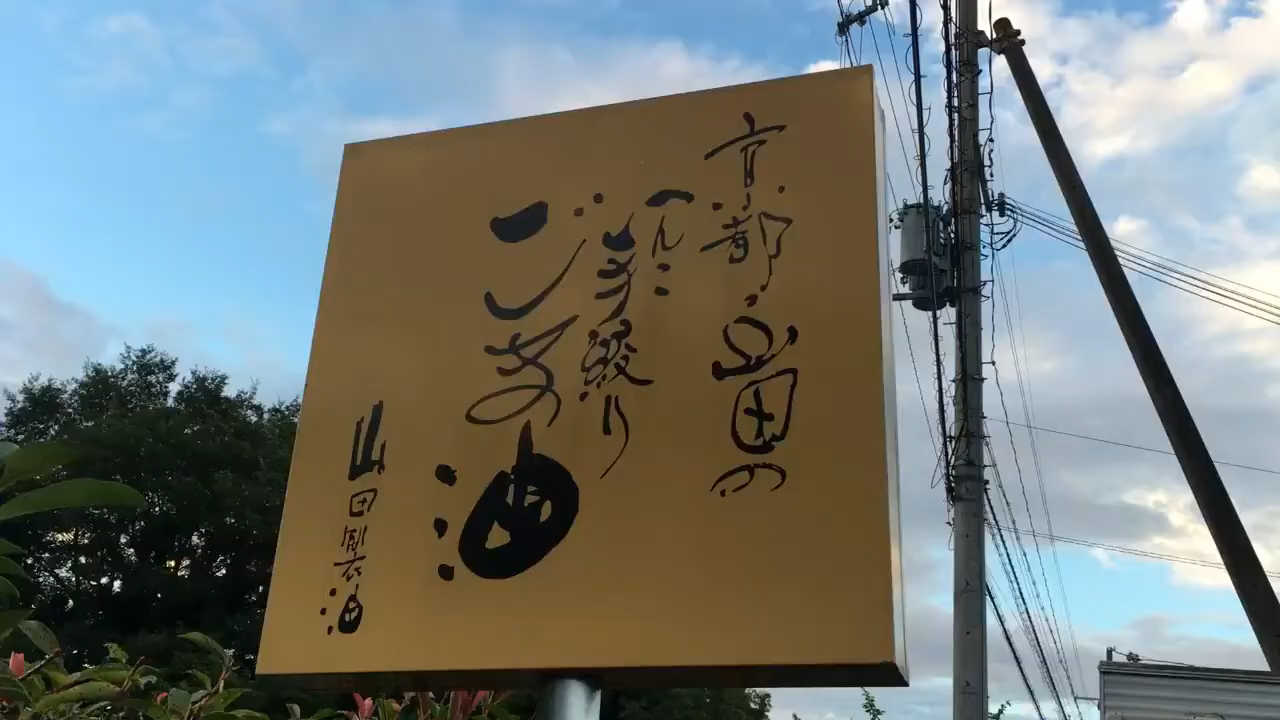 京都山田の
へんこ
手絞り
ごま油
山田製油